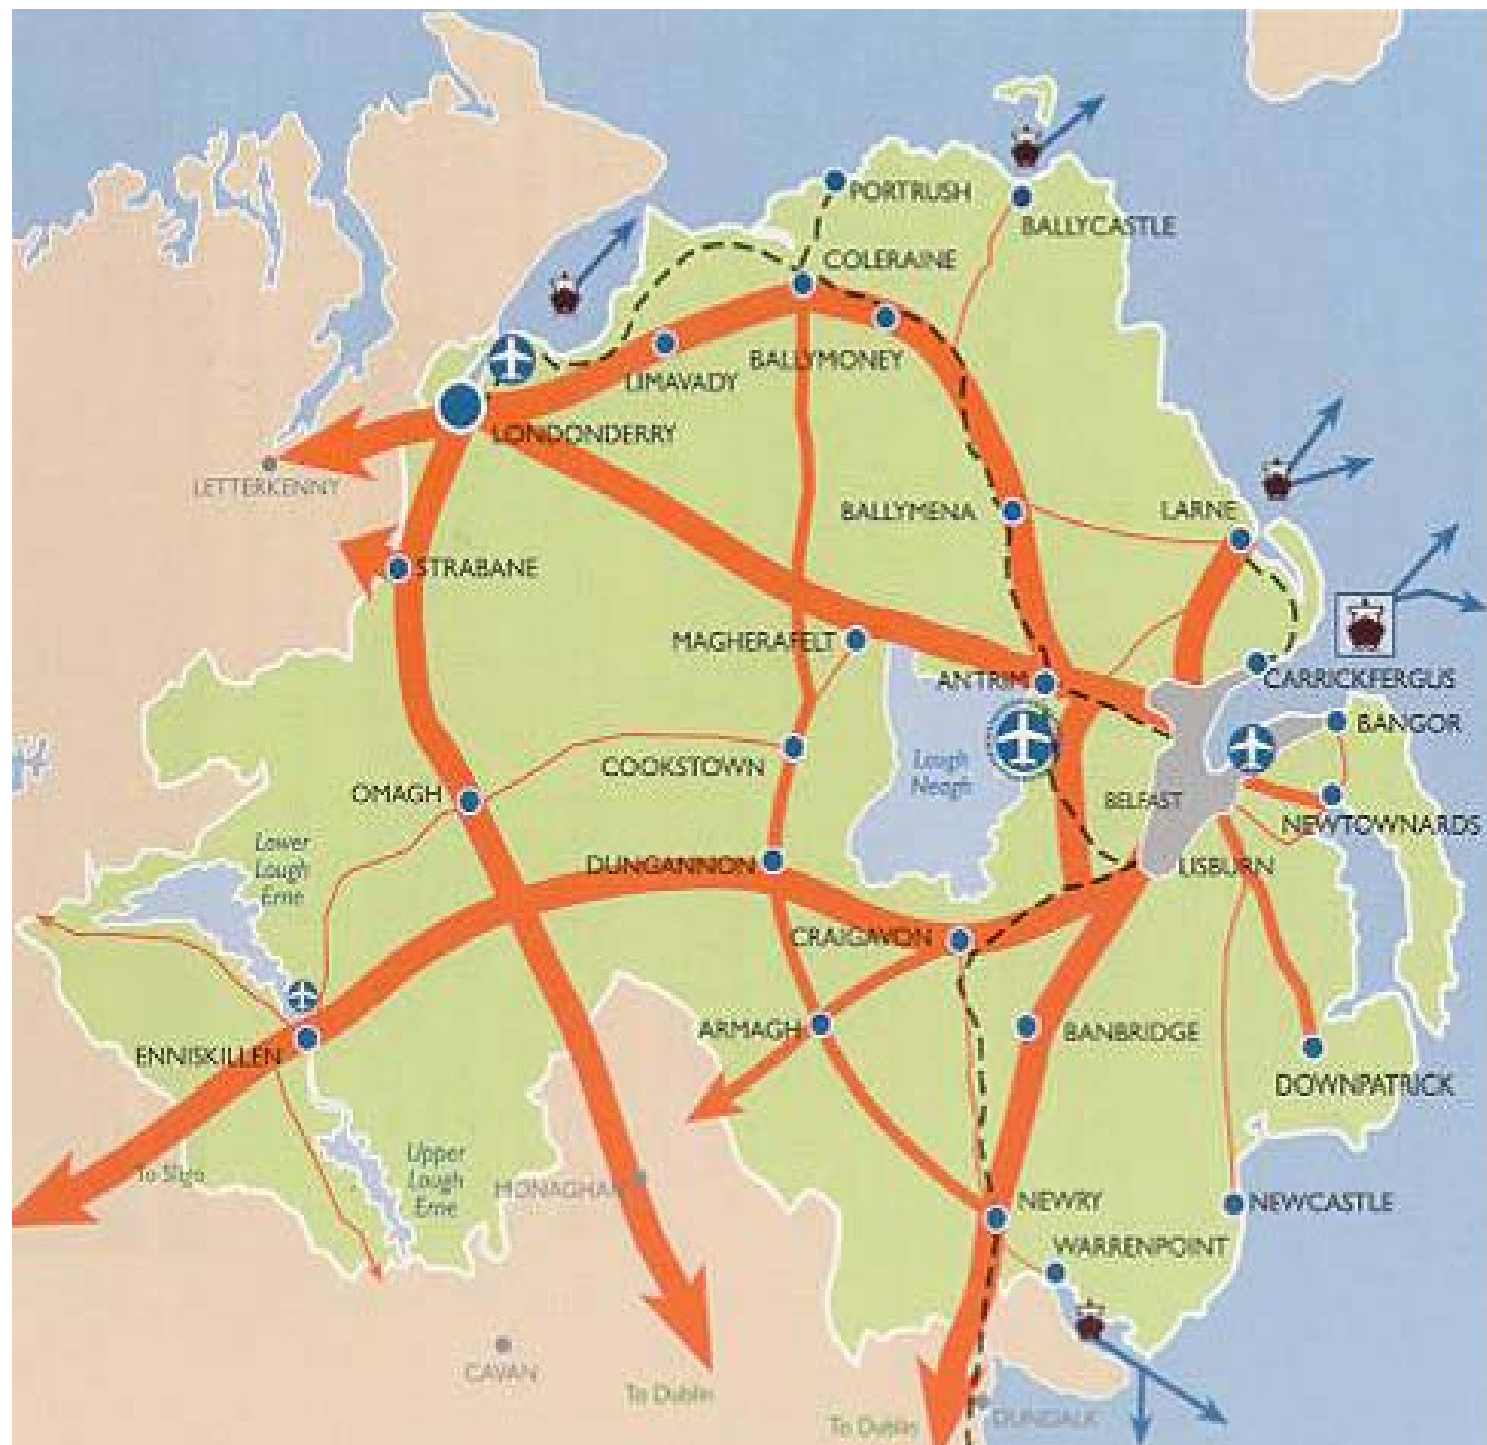 PORTRUSH
BALLYCASTLE
COLERAINE
BALLYMONEY
LIMAVADY
LONDONDERRY
LETTERKENNY
BALLYMENA
LARNE
STRABANE
MAGHERAFELT
ANTRIM
CARRICKFERGUS
BANGOR
COOKSTOWN
Lough
Neagh
OMAGH
BELFAST
NEWTOWNARDS
Lower
Lough
Erne
DUNGANNON
LISBURN
CRAIGAVON
ARMAGH
BANBRIDGE
ENNISKILLEN
DOWNPATRICK
To Sligo
Upper
Lough
Erne
MONAGHAN
NEWRY
NEWCASTLE
WARRENPOINT
CAVAN
To Dublin
To Dublin
DUNDALK